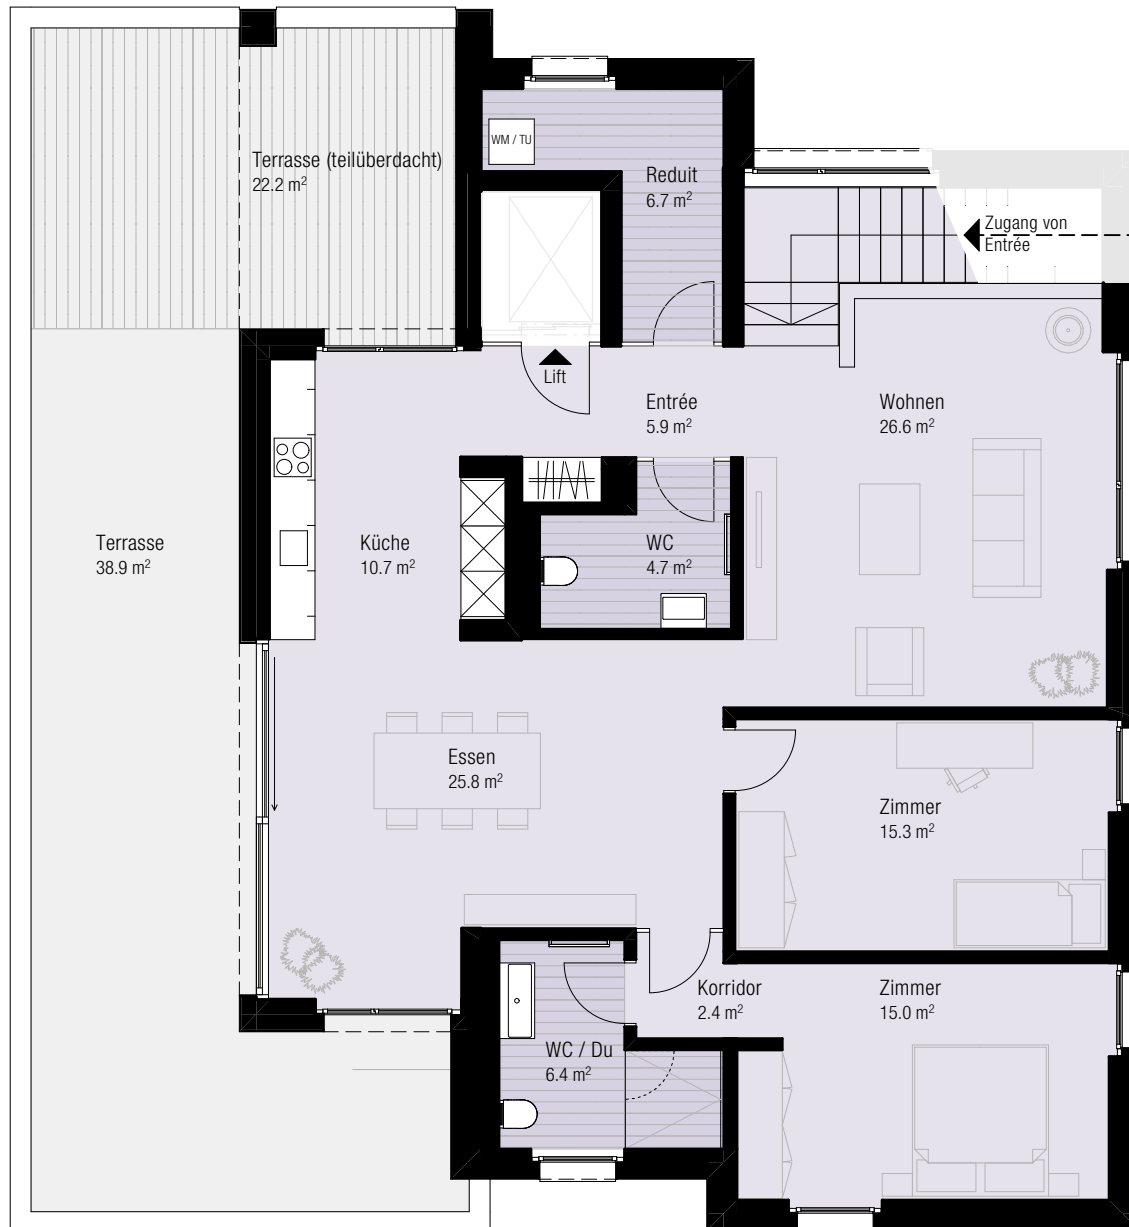 WM / TU
Terrasse (teilüberdacht)
22.2 m²
Reduit
6.7 m²
Zugang von
Entrée
Lift
Entrée
5.9 m²
Wohnen
26.6 m²
Terrasse
38.9 m²
Küche
10.7 m²
WC
4.7 m²
Essen
25.8 m²
Zimmer
15.3 m²
Korridor
2.4 m²
Zimmer
15.0 m²
WC / Du
6.4 m²